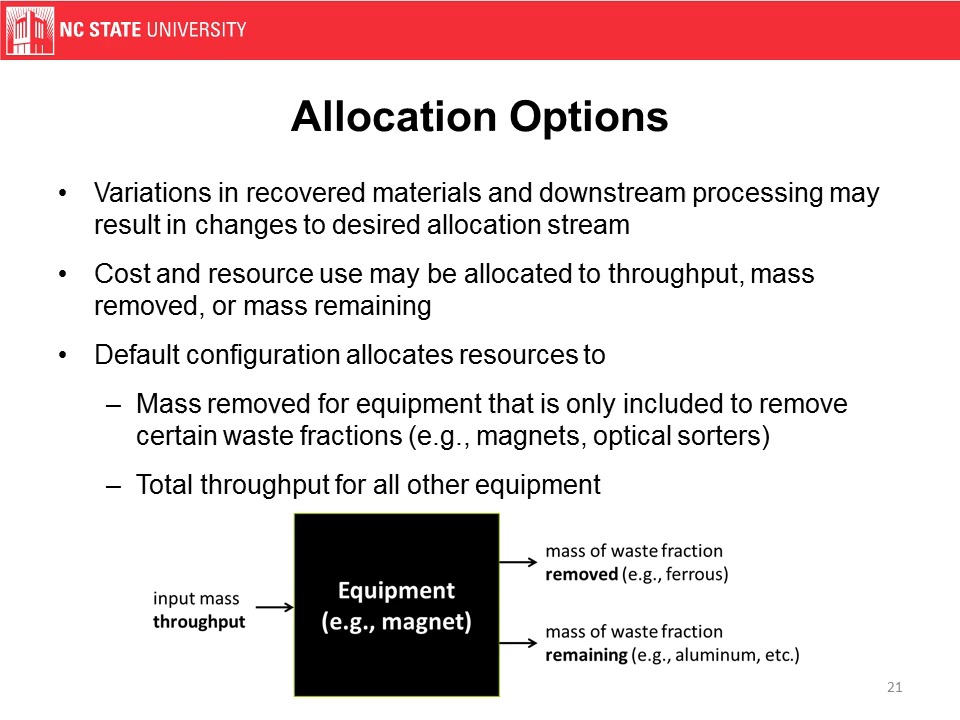 NC STATE UNIVERSITY
Allocation Options
• Variations in recovered materials and downstream processing may
result in changes to desired allocation stream
• Cost and resource use may be allocated to throughput, mass
removed, or mass remaining
• Default configuration allocates resources to
– Mass removed for equipment that is only included to remove
certain waste fractions (e.g., magnets, optical sorters)
– Total throughput for all other equipment
input mass
throughput
Equipment
(e.g., magnet)
mass of waste fraction
removed (e.g., ferrous)
mass of waste fraction
remaining (e.g., aluminum, etc.)
21